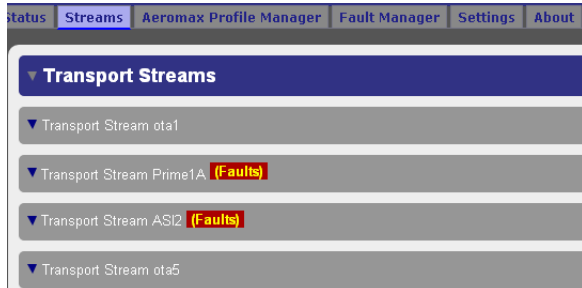 Status Streams Aeromax Profile Manager Fault Manager Settings About
Transport Streams
Transport Stream ota1
Transport Stream Prime1A (Faults)
Transport Stream ASI2 (Faults)
Transport Stream ota5